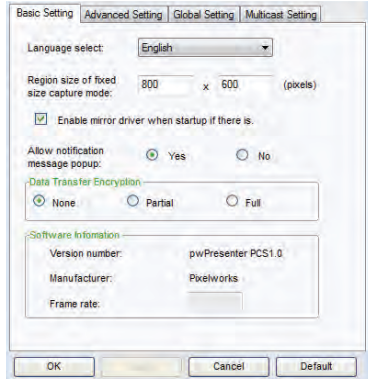 Basic Setting Advanced Setting Global Setting Multicast Setting
Language select: English
Region size of fixed
size capture mode: 800 x 600 (pixels)
Enable mirror driver when startup if there is.
Allow notification
message popup: Yes No
Data Transfer Encryption
None Partial Full
Software Infomation
Version number: pwPresenter PCS1.0
Manufacturer: Pixelworks
Frame rate:
OK Cancel Default